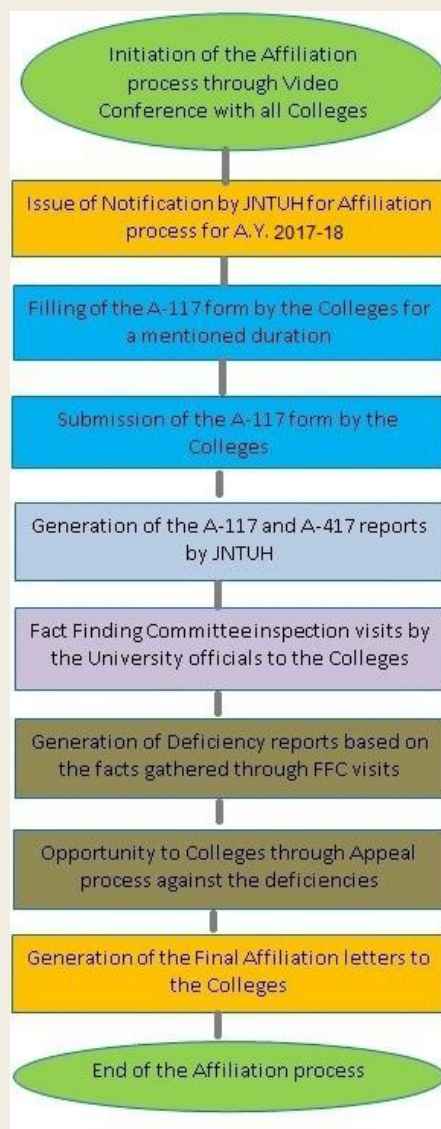 Initiation of the Affiliation
process through Video
Conference with all Colleges
Issue of Notification by JNTUH for Affiliation
process for A.Y. 2017-18
Filling of the A-117 form by the Colleges for
a mentioned duration
Submission of the A-117 form by the
Colleges
Generation of the A-117 and A-417 reports
by JNTUH
Fact Finding Committee inspection visits by
the University officials to the Colleges
Generation of Deficiency reports based on
the facts gathered through FFC visits
Opportunity to Colleges through Appeal
process against the deficiencies
Generation of the Final Affiliation letters to
the Colleges
End of the Affiliation process